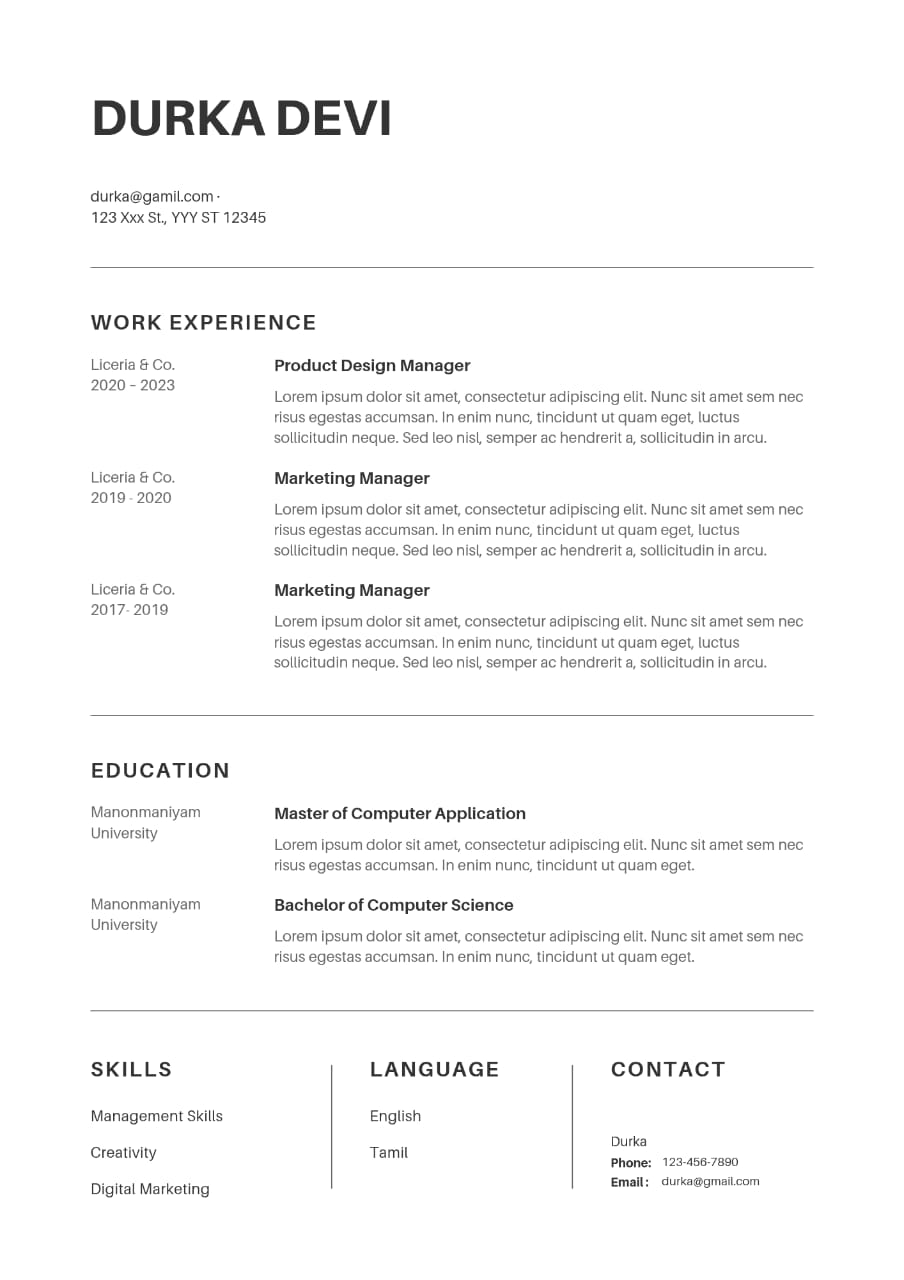 DURKA DEVI
durka@gamil.com ·
123 Xxx St., YYY ST 12345
WORK EXPERIENCE
Liceria & Co.
2020 – 2023
Product Design Manager
Lorem ipsum dolor sit amet, consectetur adipiscing elit. Nunc sit amet sem nec
risus egestas accumsan. In enim nunc, tincidunt ut quam eget, luctus
sollicitudin neque. Sed leo nisl, semper ac hendrerit a, sollicitudin in arcu.
Liceria & Co.
2019 - 2020
Marketing Manager
Lorem ipsum dolor sit amet, consectetur adipiscing elit. Nunc sit amet sem nec
risus egestas accumsan. In enim nunc, tincidunt ut quam eget, luctus
sollicitudin neque. Sed leo nisl, semper ac hendrerit a, sollicitudin in arcu.
Liceria & Co.
2017- 2019
Marketing Manager
Lorem ipsum dolor sit amet, consectetur adipiscing elit. Nunc sit amet sem nec
risus egestas accumsan. In enim nunc, tincidunt ut quam eget, luctus
sollicitudin neque. Sed leo nisl, semper ac hendrerit a, sollicitudin in arcu.
EDUCATION
Manonmaniyam
University
Master of Computer Application
Lorem ipsum dolor sit amet, consectetur adipiscing elit. Nunc sit amet sem nec
risus egestas accumsan. In enim nunc, tincidunt ut quam eget.
Manonmaniyam
University
Bachelor of Computer Science
Lorem ipsum dolor sit amet, consectetur adipiscing elit. Nunc sit amet sem nec
risus egestas accumsan. In enim nunc, tincidunt ut quam eget.
SKILLS
Management Skills
Creativity
Digital Marketing
LANGUAGE
English
Tamil
CONTACT
Durka
Phone: 123-456-7890
Email : durka@gmail.com